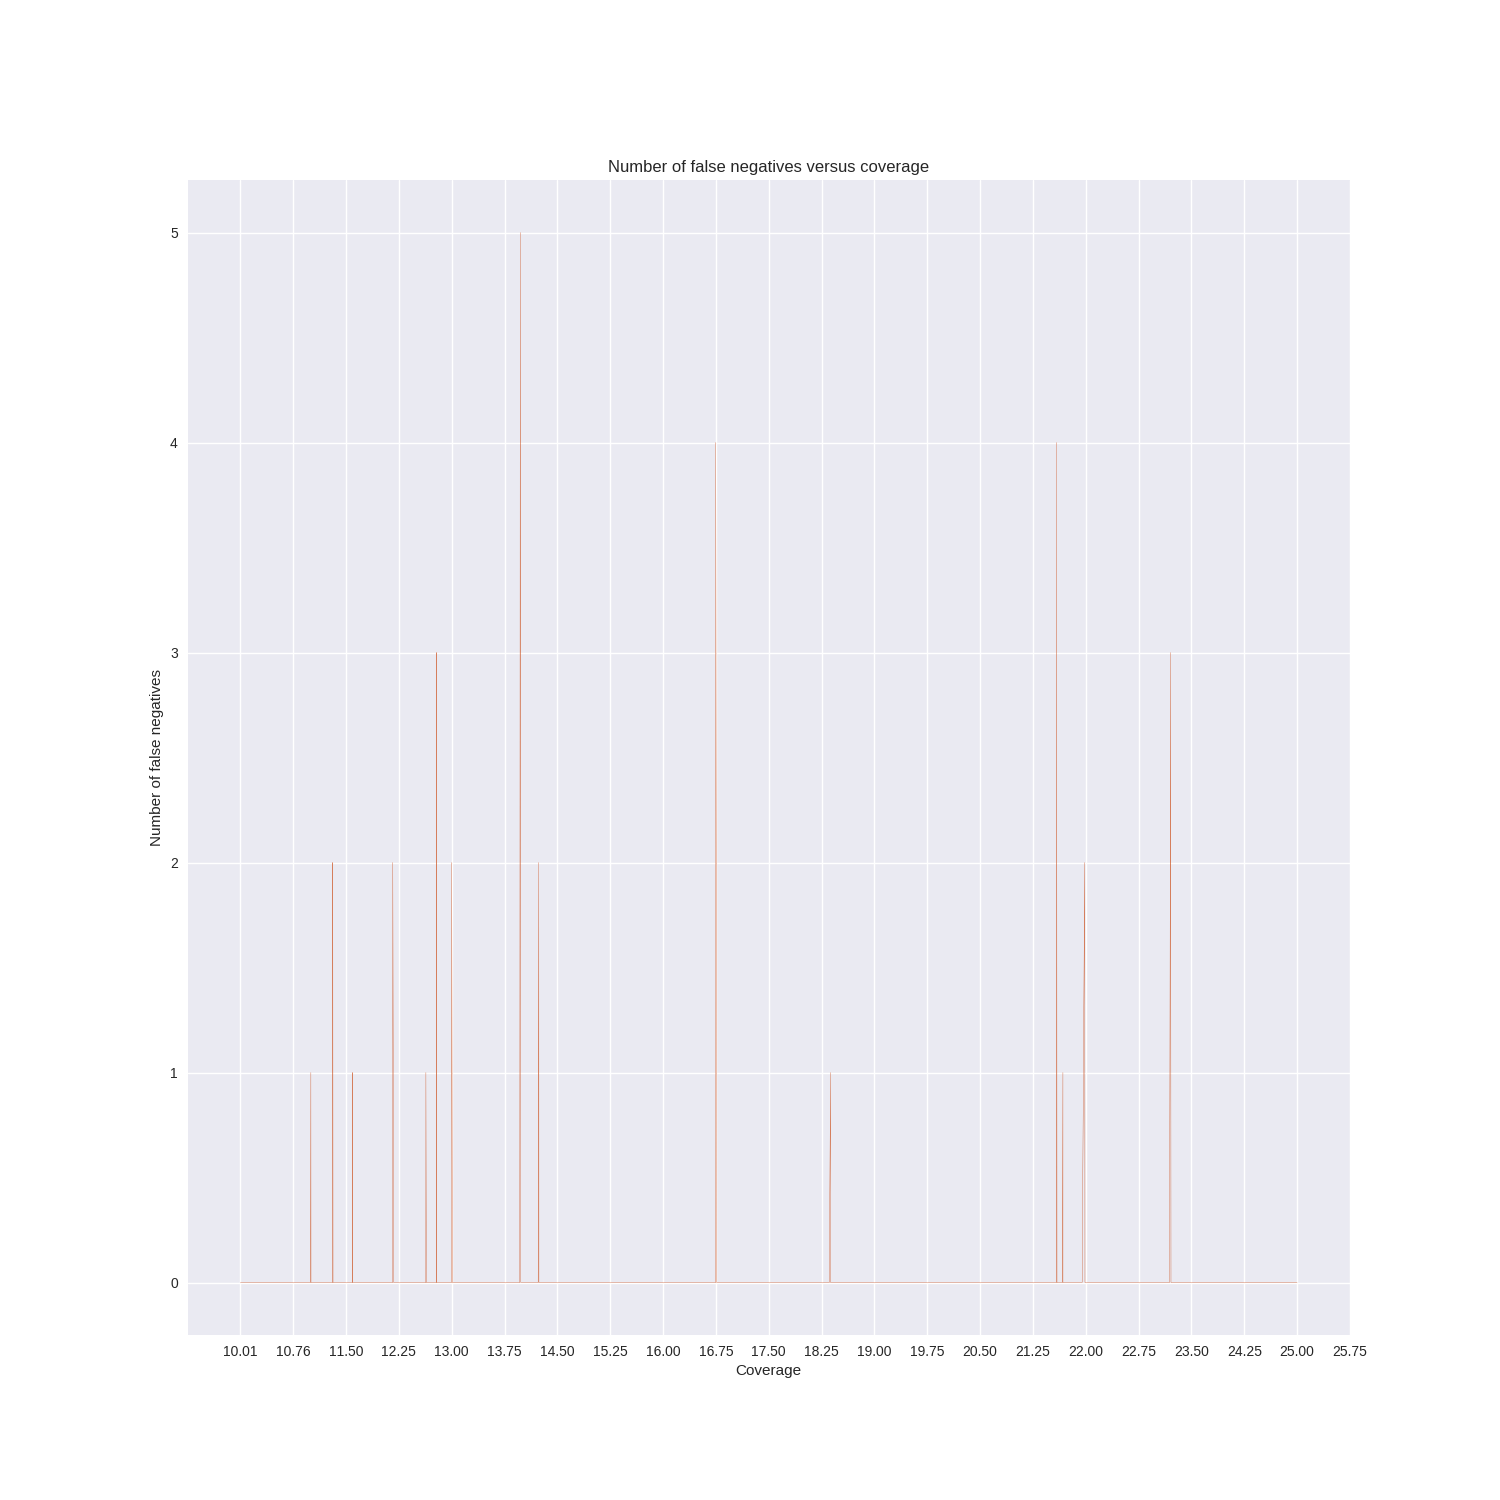 Number of false negatives versus coverage
5
4
3
2
1
0
Number of false negatives
10.01 10.76 11.50 12.25 13.00 13.75 14.50 15.25 16.00 16.75 17.50 18.25 19.00 19.75 20.50 21.25 22.00 22.75 23.50 24.25 25.00 25.75
Coverage